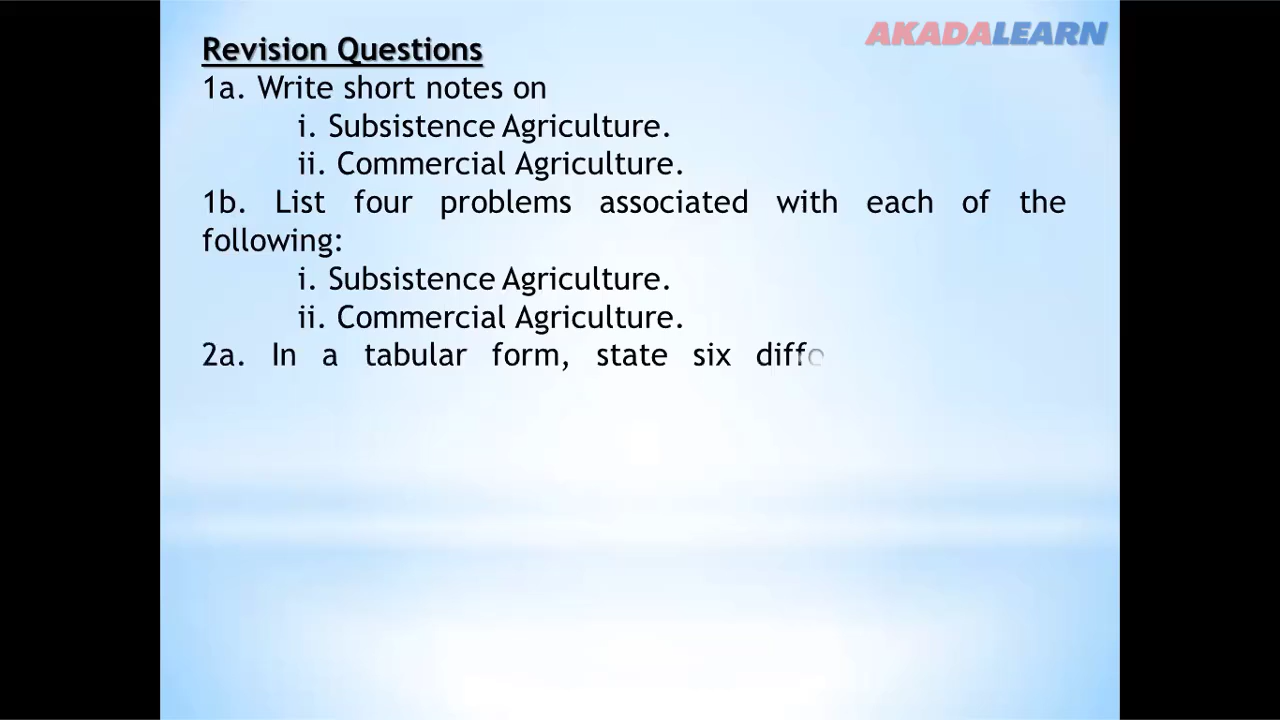 AKADALEARN
Revision Questions
1a. Write short notes on
i. Subsistence Agriculture.
ii. Commercial Agriculture.
1b. List four problems associated with each of the
following:
i. Subsistence Agriculture.
ii. Commercial Agriculture.
2a. In a tabular form, state six